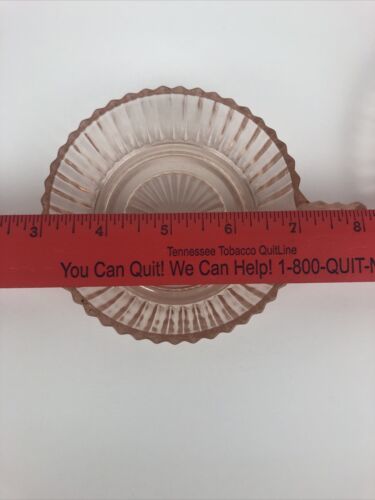 3 4 5 6 7 8
Tennessee Tobacco QuitLine
You Can Quit! We Can Help! 1-800-QUIT-N